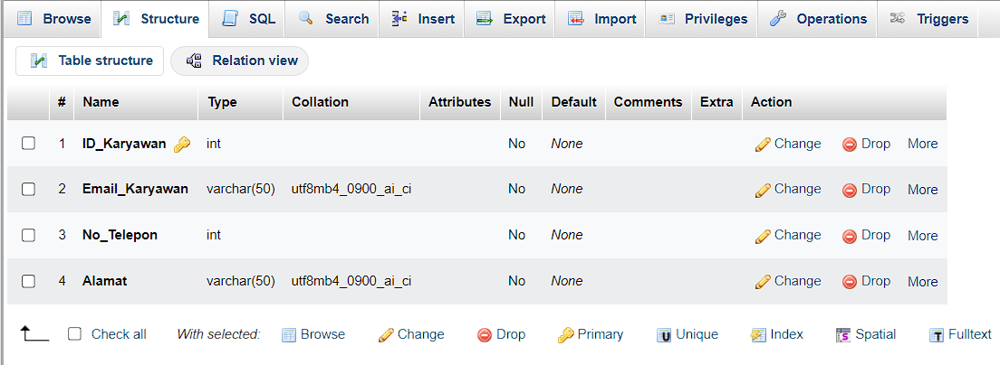 Browse Structure SQL Search Insert Export Import Privileges Operations Triggers
Table structure Relation view
# Name Type Collation Attributes Null Default Comments Extra Action
1 ID_Karyawan int No None Change Drop More
2 Email_Karyawan varchar(50) utf8mb4_0900_ai_ci No None Change Drop More
3 No_Telepon int No None Change Drop More
4 Alamat varchar(50) utf8mb4_0900_ai_ci No None Change Drop More
Check all With selected: Browse Change Drop Primary Unique Index Spatial Fulltext